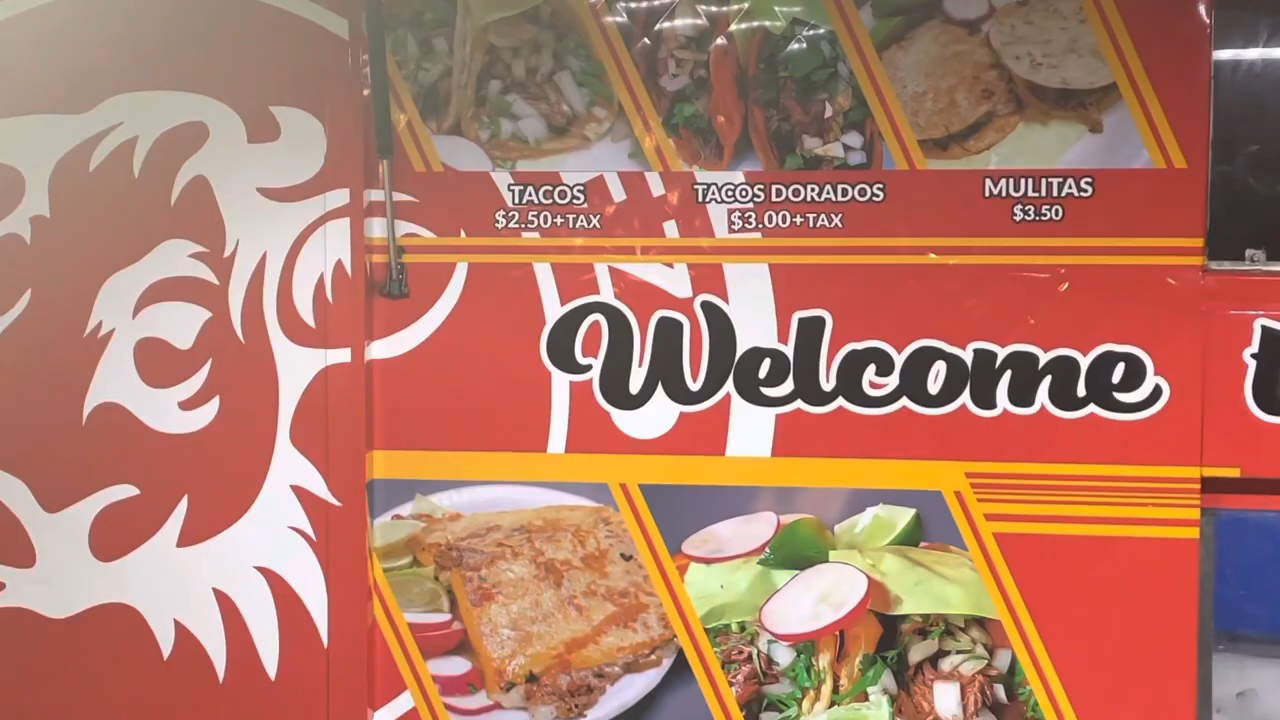 TACOS
$2.50+TAX
TACOS DORADOS
$3.00+TAX
MULITAS
$3.50
Welcome